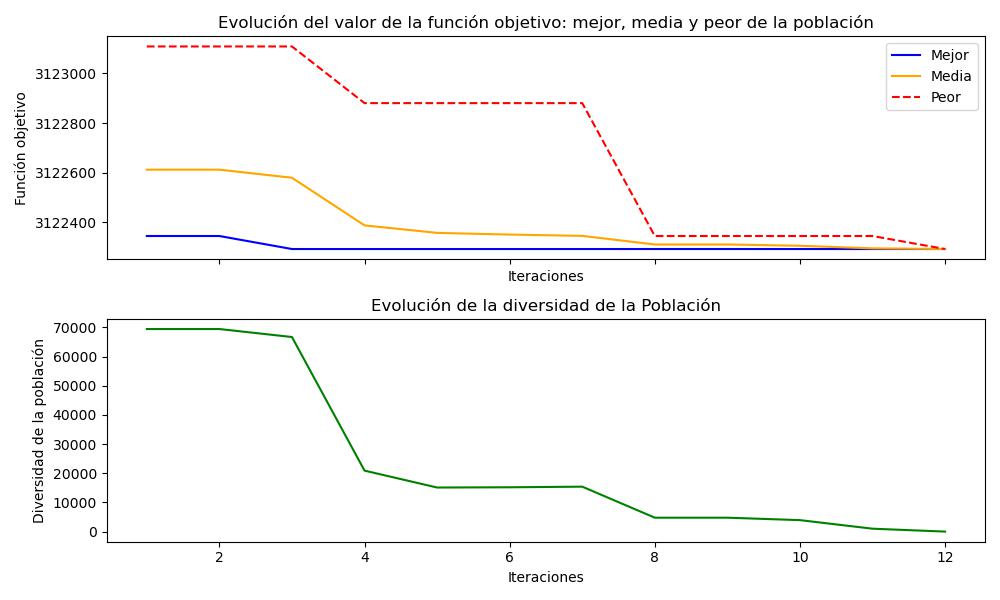 Evolución del valor de la función objetivo: mejor, media y peor de la población
Función objetivo
3123000
3122800
3122600
3122400
Mejor
Media
Peor
Iteraciones
Evolución de la diversidad de la Población
Diversidad de la población
70000
60000
50000
40000
30000
20000
10000
0
2 4 6 8 10 12
Iteraciones